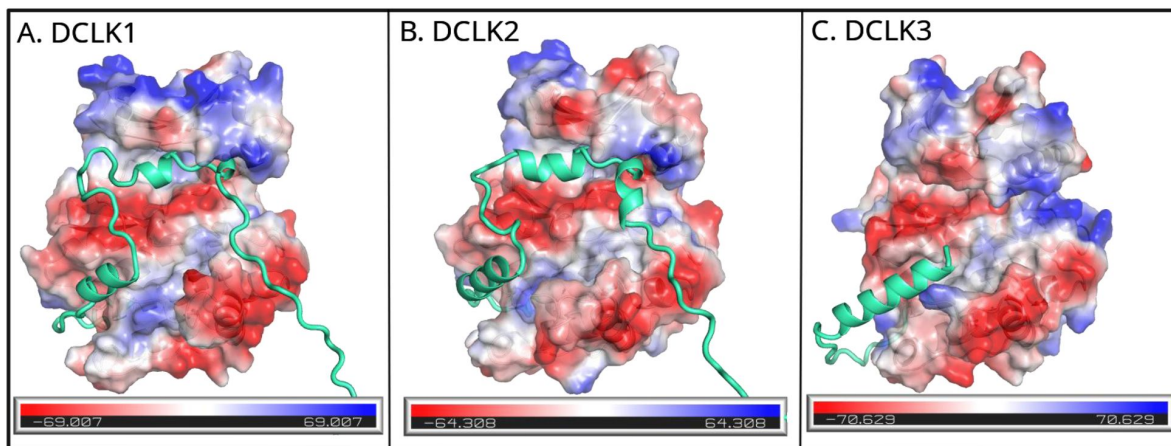 A. DCLK1
B. DCLK2
C. DCLK3
-69.007 69.007
-64.308 64.308
-70.629 70.629